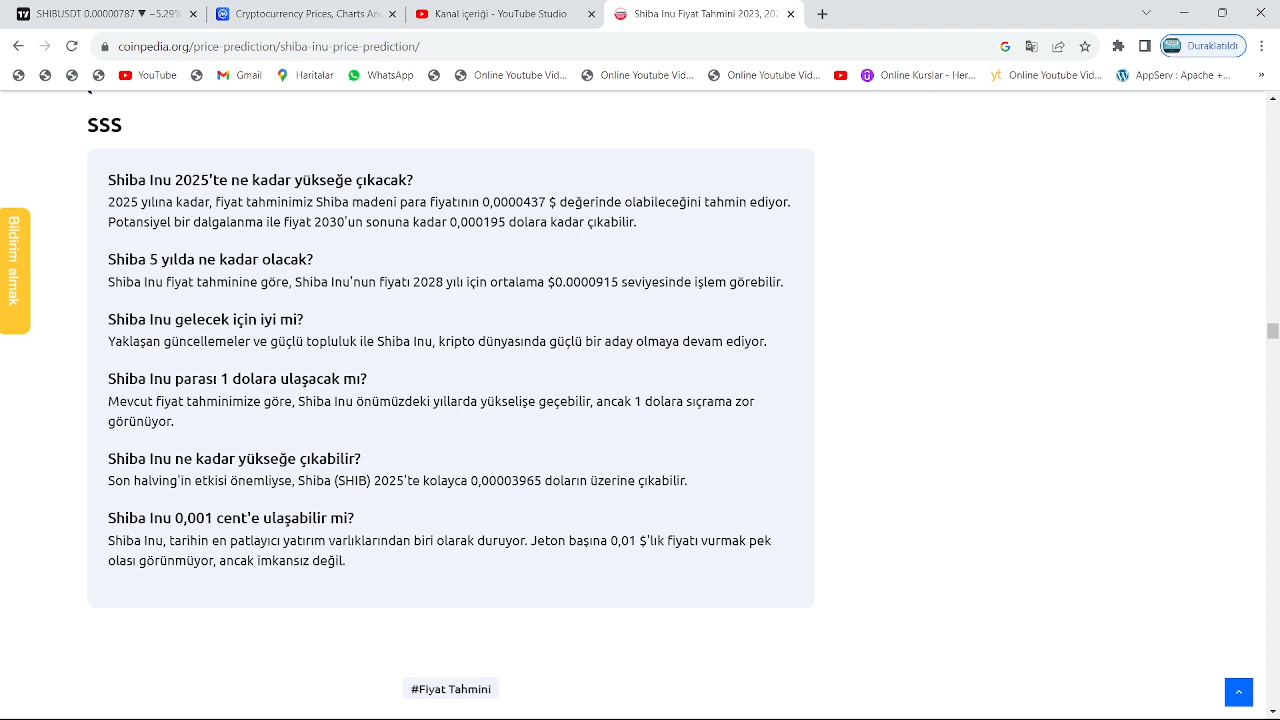 SHIBUSDT 0.00000787 ▼ −5.29%
Cryptocurrency Prices, Charts An
Kanal içeriği - YouTube Studio
Shiba Inu Fiyat Tahmini 2023, 202
coinpedia.org/price-prediction/shiba-inu-price-prediction/
Duraklatıldı
YouTube
Gmail
Haritalar
WhatsApp
Online Youtube Vid...
Online Youtube Vid...
Online Youtube Vid...
Online Kurslar - Her...
Online Youtube Vid...
AppServ : Apache +...
»
SSS
Shiba Inu 2025'te ne kadar yükseğe çıkacak?
2025 yılına kadar, fiyat tahminimiz Shiba madeni para fiyatının 0,0000437 $ değerinde olabileceğini tahmin ediyor.
Potansiyel bir dalgalanma ile fiyat 2030'un sonuna kadar 0,000195 dolara kadar çıkabilir.
Shiba 5 yılda ne kadar olacak?
Shiba Inu fiyat tahminine göre, Shiba Inu'nun fiyatı 2028 yılı için ortalama $0.0000915 seviyesinde işlem görebilir.
Shiba Inu gelecek için iyi mi?
Yaklaşan güncellemeler ve güçlü topluluk ile Shiba Inu, kripto dünyasında güçlü bir aday olmaya devam ediyor.
Shiba Inu parası 1 dolara ulaşacak mı?
Mevcut fiyat tahminimize göre, Shiba Inu önümüzdeki yıllarda yükselişe geçebilir, ancak 1 dolara sıçrama zor
görünüyor.
Shiba Inu ne kadar yükseğe çıkabilir?
Son halving'in etkisi önemliyse, Shiba (SHIB) 2025'te kolayca 0,00003965 doların üzerine çıkabilir.
Shiba Inu 0,001 cent'e ulaşabilir mi?
Shiba Inu, tarihin en patlayıcı yatırım varlıklarından biri olarak duruyor. Jeton başına 0,01 $'lık fiyatı vurmak pek
olası görünmüyor, ancak imkansız değil.
Bildirim almak
#Fiyat Tahmini